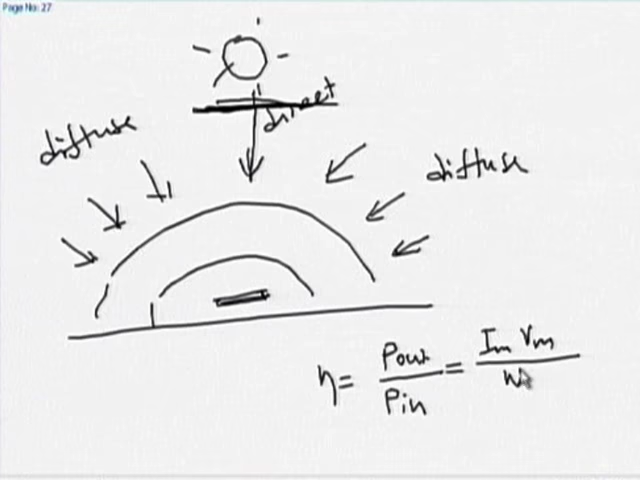 Page No: 27
direct
diffuse
diffuse
η = Pout / Pin = Im Vm / W